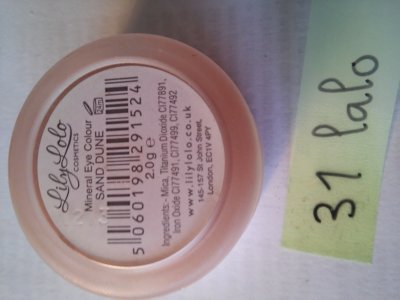 Lily Lolo
COSMETICS
Mineral Eye Colour
SAND DUNE
5 060198 291524
2.0g e
Ingredients:- Mica, Titanium Dioxide CI77891,
Iron Oxide CI77491, CI77499, CI77492
www.lilylolo.co.uk
145-157 St John Street,
London, EC1V 4PY
31 lalo